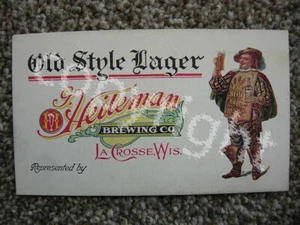 Old Style Lager
G. Heileman
BREWING CO.
LA CROSSE, WIS.
Represented by